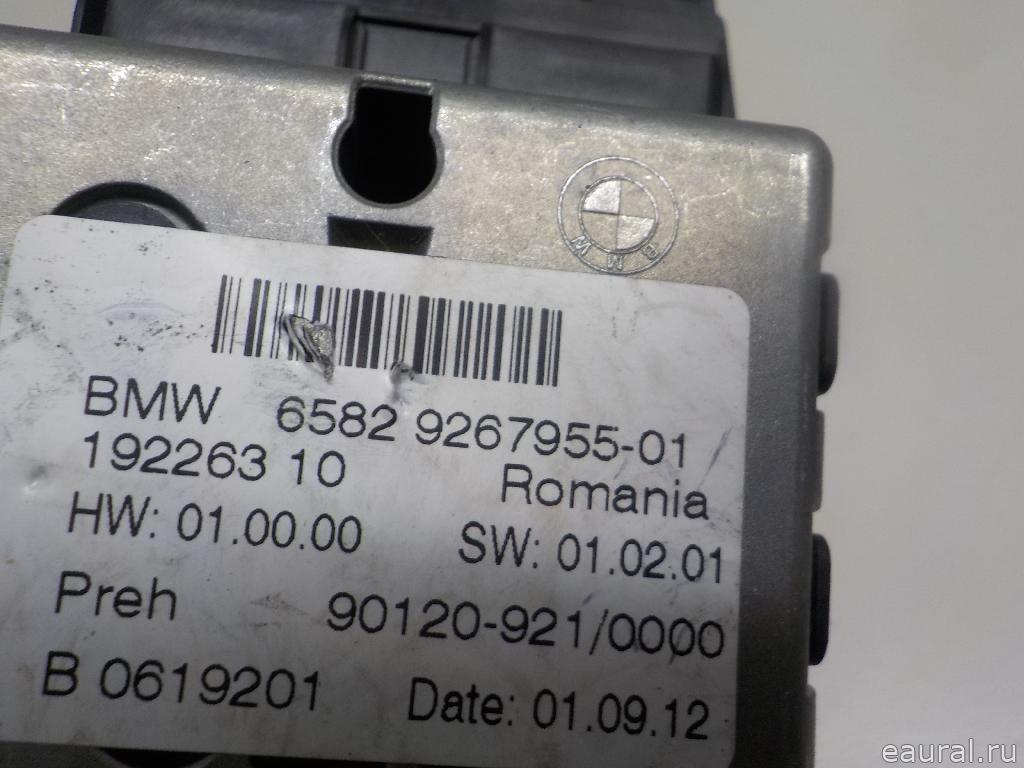 BMW
BMW 6582 9267955-01
192263 10 Romania
HW: 01.00.00 SW: 01.02.01
Preh 90120-921/0000
B 0619201 Date: 01.09.12
eaural.ru